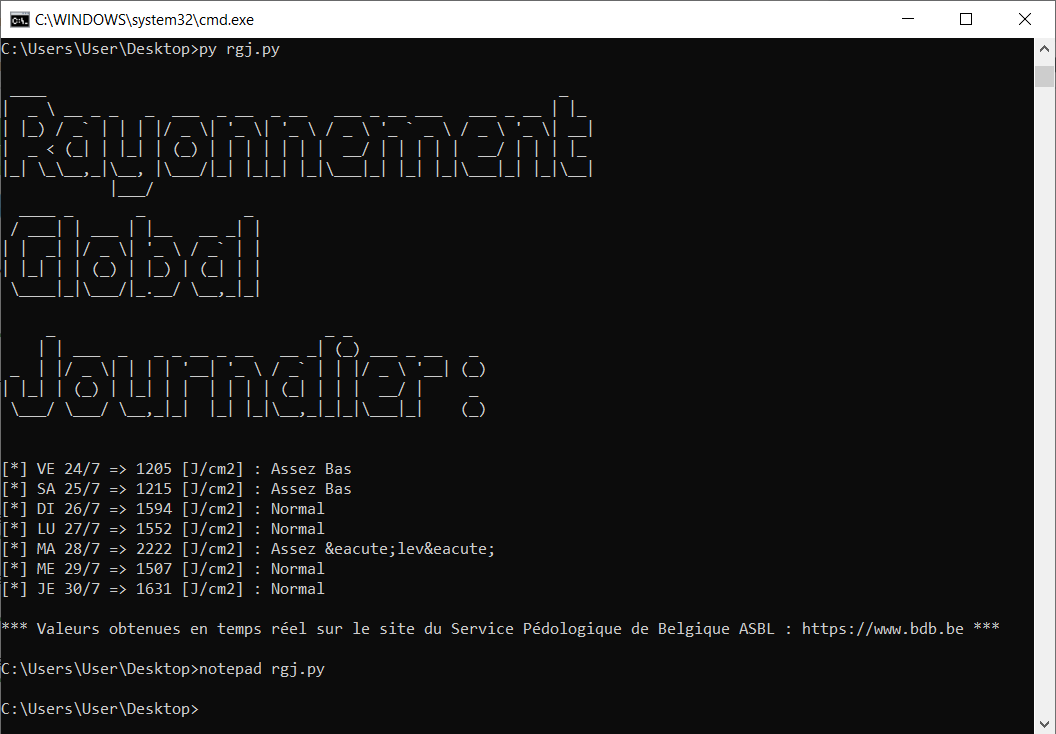 C:\WINDOWS\system32\cmd.exe
C:\Users\User\Desktop>py rgj.py
Rayonnement
Global
Journalier :
[*] VE 24/7 => 1205 [J/cm2] : Assez Bas
[*] SA 25/7 => 1215 [J/cm2] : Assez Bas
[*] DI 26/7 => 1594 [J/cm2] : Normal
[*] LU 27/7 => 1552 [J/cm2] : Normal
[*] MA 28/7 => 2222 [J/cm2] : Assez &eacute;lev&eacute;
[*] ME 29/7 => 1507 [J/cm2] : Normal
[*] JE 30/7 => 1631 [J/cm2] : Normal
*** Valeurs obtenues en temps réel sur le site du Service Pédologique de Belgique ASBL : https://www.bdb.be ***
C:\Users\User\Desktop>notepad rgj.py
C:\Users\User\Desktop>